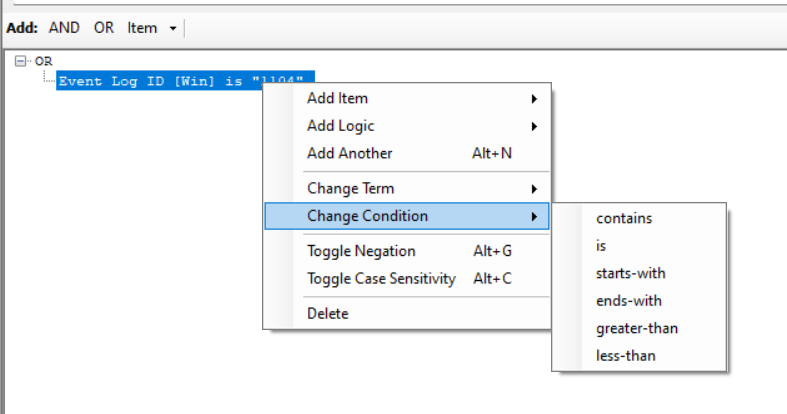 Add: AND OR Item
OR
Event Log ID [Win] is "1104"
Add Item
Add Logic
Add Another Alt+N
Change Term
Change Condition
Toggle Negation Alt+G
Toggle Case Sensitivity Alt+C
Delete
contains
is
starts-with
ends-with
greater-than
less-than